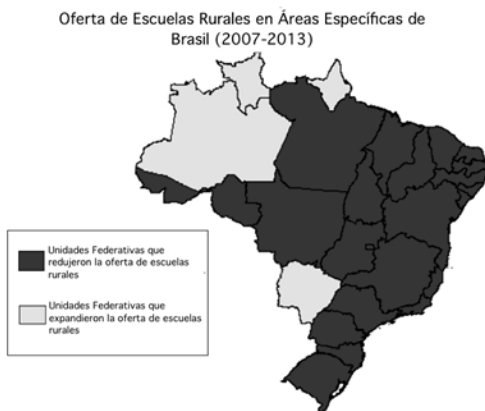 Oferta de Escuelas Rurales en Áreas Específicas de
Brasil (2007-2013)
Unidades Federativas que
redujeron la oferta de escuelas
rurales
Unidades Federativas que
expandieron la oferta de escuelas
rurales